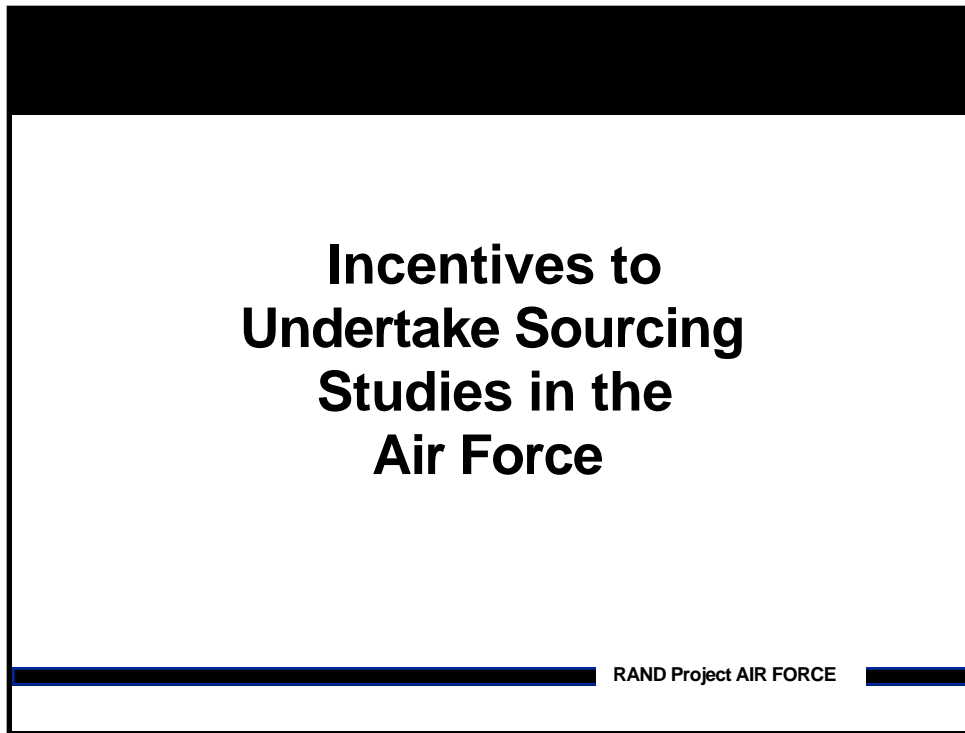 Incentives to
Undertake Sourcing
Studies in the
Air Force
RAND Project AIR FORCE